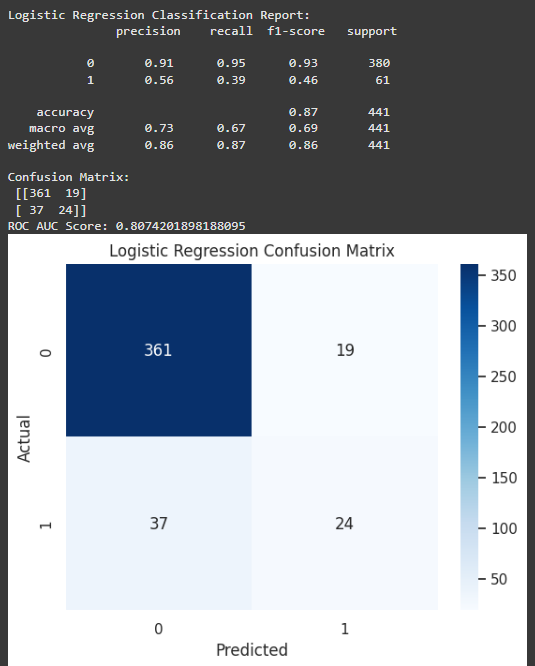 Logistic Regression Classification Report:
precision recall f1-score support
0 0.91 0.95 0.93 380
1 0.56 0.39 0.46 61
accuracy 0.87 441
macro avg 0.73 0.67 0.69 441
weighted avg 0.86 0.87 0.86 441
Confusion Matrix:
[[361 19]
[ 37 24]]
ROC AUC Score: 0.8074201898188095
Logistic Regression Confusion Matrix
361 19
37 24
0
1
Actual
0 1
Predicted
350
300
250
200
150
100
50